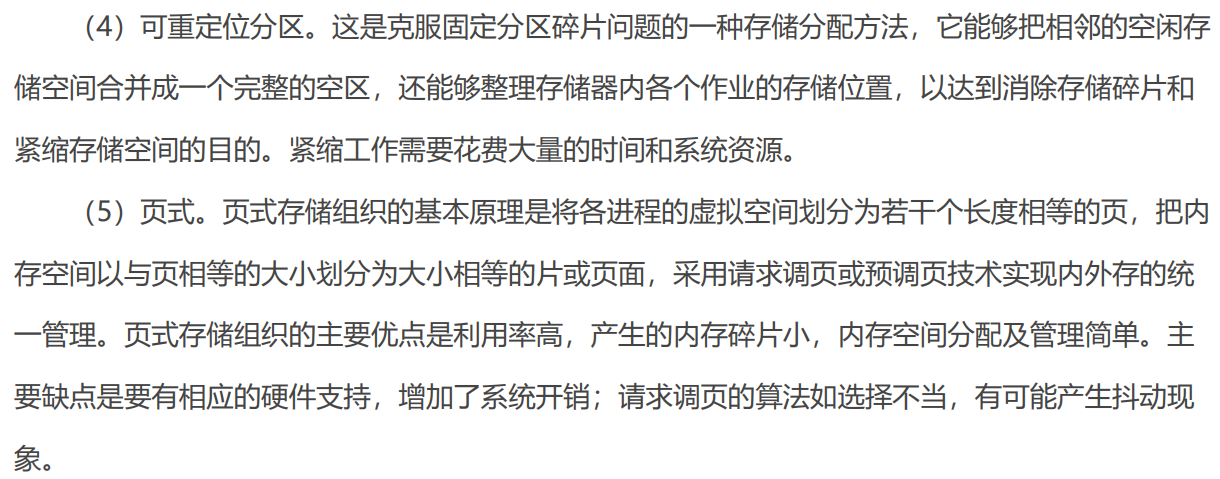 （4）可重定位分区。这是克服固定分区碎片问题的一种存储分配方法，它能够把相邻的空闲存
储空间合并成一个完整的空区，还能够整理存储器内各个作业的存储位置，以达到消除存储碎片和
紧缩存储空间的目的。紧缩工作需要花费大量的时间和系统资源。
（5）页式。页式存储组织的基本原理是将各进程的虚拟空间划分为若干个长度相等的页，把内
存空间以与页相等的大小划分为大小相等的片或页面，采用请求调页或预调页技术实现内外存的统
一管理。页式存储组织的主要优点是利用率高，产生的内存碎片小，内存空间分配及管理简单。主
要缺点是要有相应的硬件支持，增加了系统开销；请求调页的算法如选择不当，有可能产生抖动现
象。